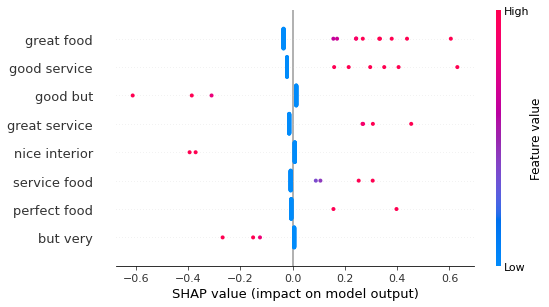 High
great food
good service
good but
great service
nice interior
service food
perfect food
but very
Feature value
Low
−0.6 −0.4 −0.2 0.0 0.2 0.4 0.6
SHAP value (impact on model output)